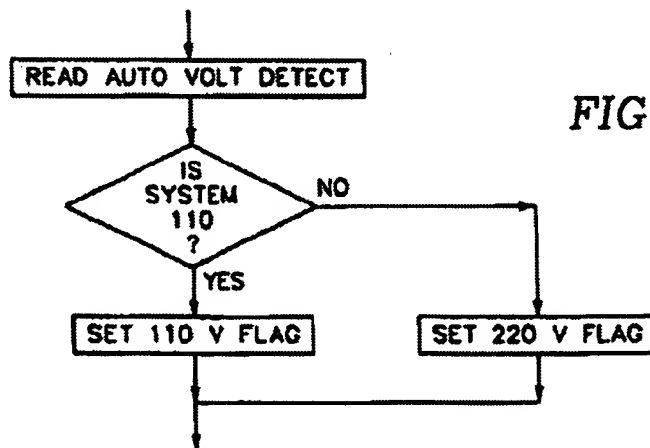 READ AUTO VOLT DETECT
FIG
IS
SYSTEM
110
?
NO
YES
SET 110 V FLAG
SET 220 V FLAG